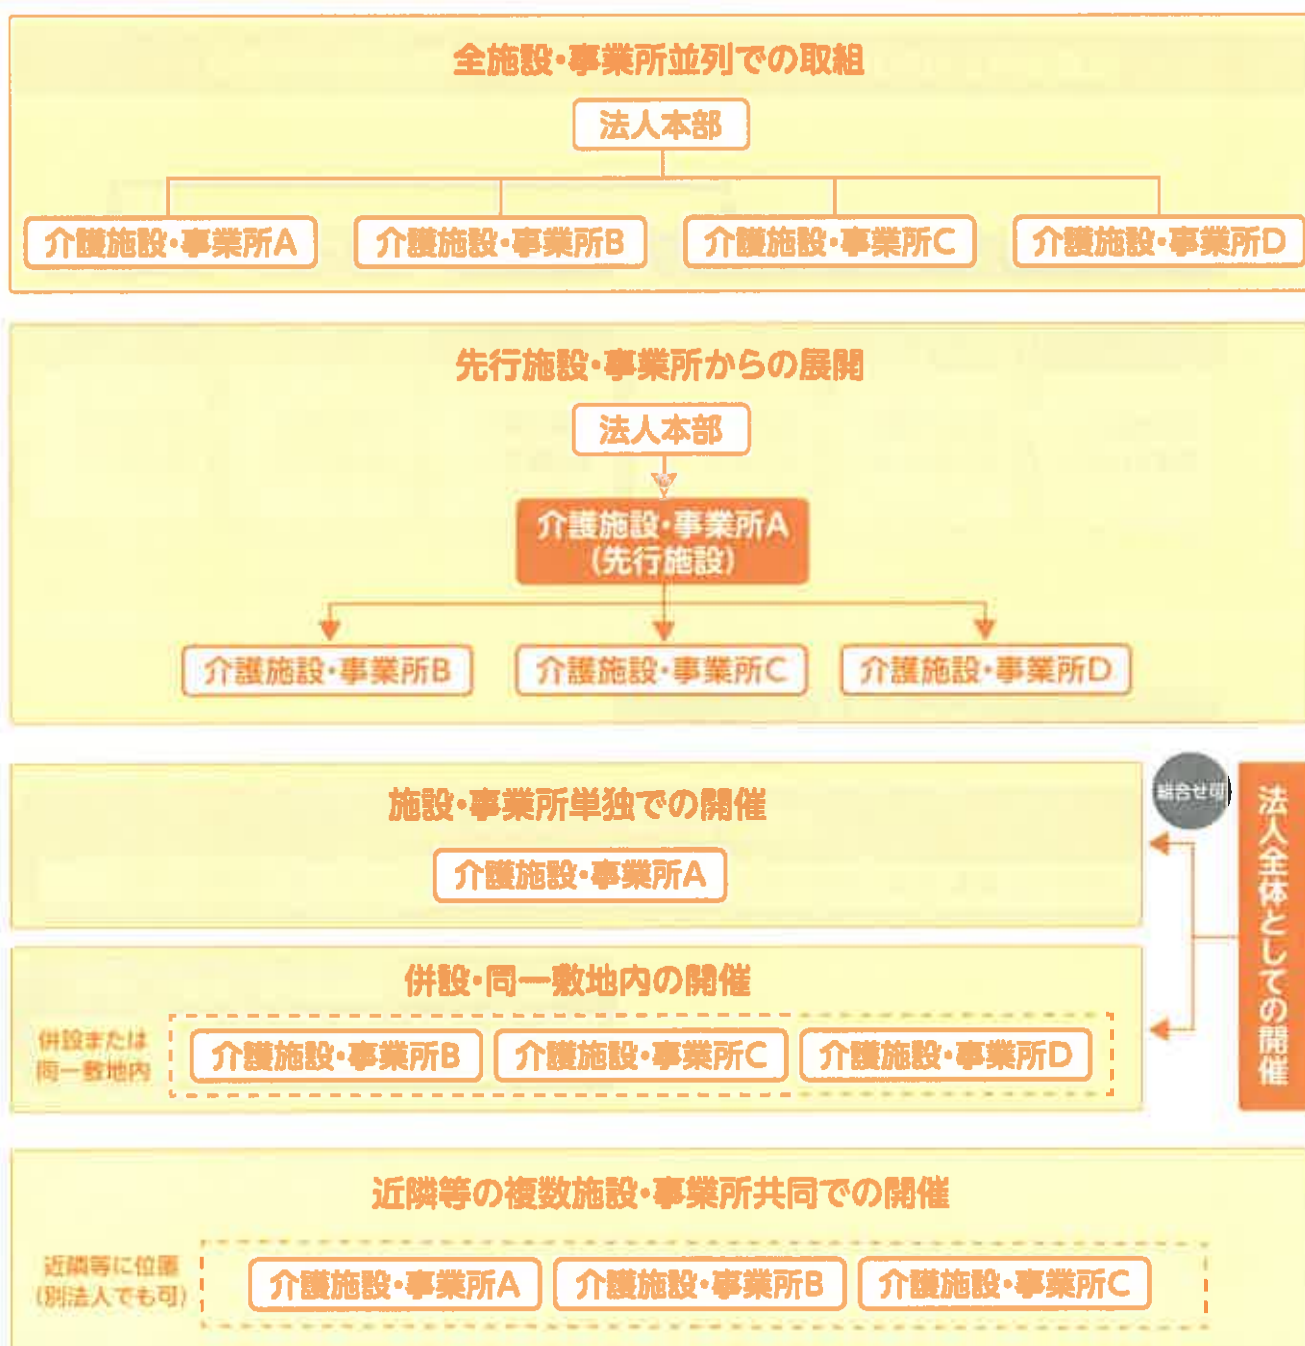 全施設・事業所並列での取組
法人本部
介護施設・事業所A
介護施設・事業所B
介護施設・事業所C
介護施設・事業所D
先行施設・事業所からの展開
法人本部
介護施設・事業所A
(先行施設)
介護施設・事業所B
介護施設・事業所C
介護施設・事業所D
施設・事業所単独での開催
介護施設・事業所A
組合せ可
法人全体としての開催
併設・同一敷地内の開催
併設または
同一敷地内
介護施設・事業所B
介護施設・事業所C
介護施設・事業所D
近隣等の複数施設・事業所共同での開催
近隣等に位置
(別法人でも可)
介護施設・事業所A
介護施設・事業所B
介護施設・事業所C